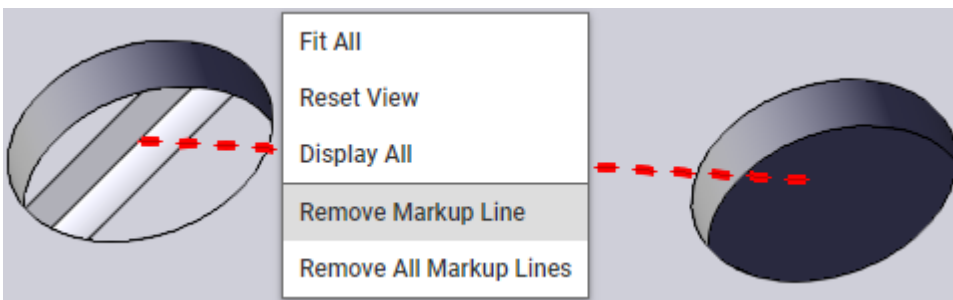 Fit All
Reset View
Display All
Remove Markup Line
Remove All Markup Lines